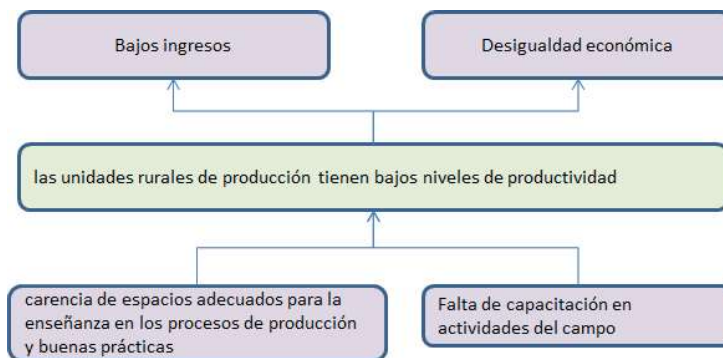 Bajos ingresos
Desigualdad económica
las unidades rurales de producción tienen bajos niveles de productividad
carencia de espacios adecuados para la
enseñanza en los procesos de producción
y buenas prácticas
Falta de capacitación en
actividades del campo